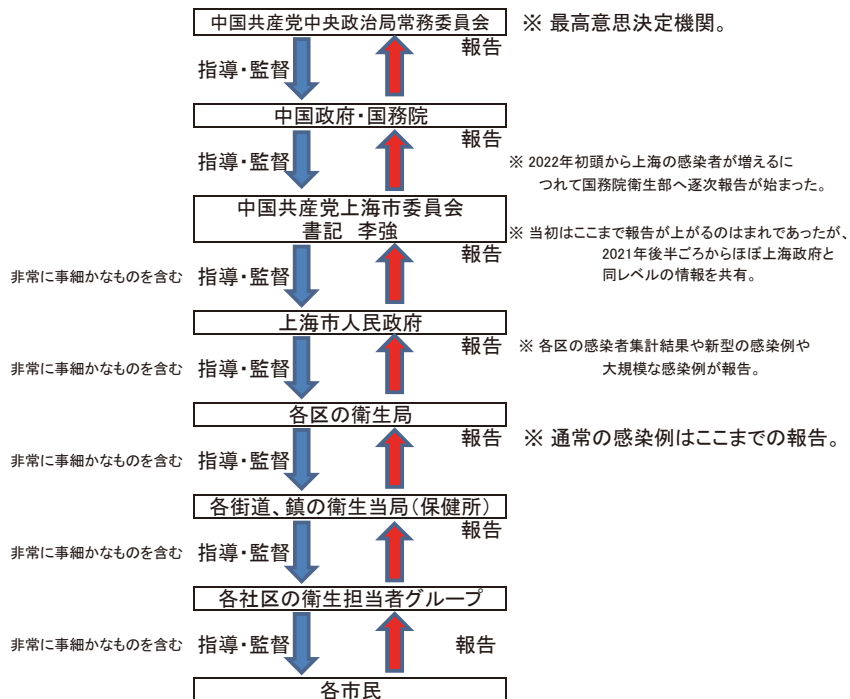 中国共産党中央政治局常務委員会
※ 最高意思決定機関。
指導・監督
報告
中国政府・国務院
指導・監督
報告
※ 2022年初頭から上海の感染者が増えるに
つれて国務院衛生部へ逐次報告が始まった。
中国共産党上海市委員会
書記 李強
※ 当初はここまで報告が上がるのはまれであったが、
2021年後半ごろからほぼ上海政府と
同レベルの情報を共有。
非常に事細かなものを含む
指導・監督
報告
上海市人民政府
※ 各区の感染者集計結果や新型の感染例や
大規模な感染例が報告。
非常に事細かなものを含む
指導・監督
報告
各区の衛生局
※ 通常の感染例はここまでの報告。
非常に事細かなものを含む
指導・監督
報告
各街道、鎮の衛生当局(保健所)
非常に事細かなものを含む
指導・監督
報告
各社区の衛生担当者グループ
非常に事細かなものを含む
指導・監督
報告
各市民